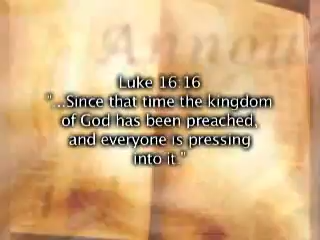 Luke 16:16
"...Since that time the kingdom
of God has been preached,
and everyone is pressing
into it."